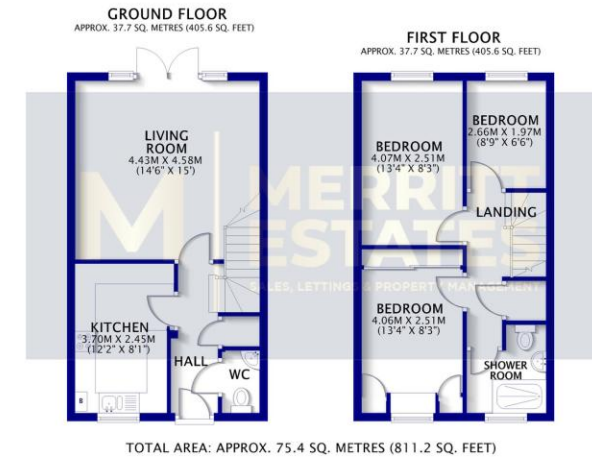 GROUND FLOOR
APPROX. 37.7 SQ. METRES (405.6 SQ. FEET)
LIVING
ROOM
4.43M X 4.58M
(14'6" X 15')
KITCHEN
3.70M X 2.45M
(12'2" X 8'1")
HALL
WC
FIRST FLOOR
APPROX. 37.7 SQ. METRES (405.6 SQ. FEET)
BEDROOM
4.07M X 2.51M
(13'4" X 8'3")
BEDROOM
2.66M X 1.97M
(8'9" X 6'6")
LANDING
BEDROOM
4.06M X 2.51M
(13'4" X 8'3")
SHOWER
ROOM
M
MERRITT
ESTATES
SALES, LETTINGS & PROPERTY MANAGEMENT
TOTAL AREA: APPROX. 75.4 SQ. METRES (811.2 SQ. FEET)